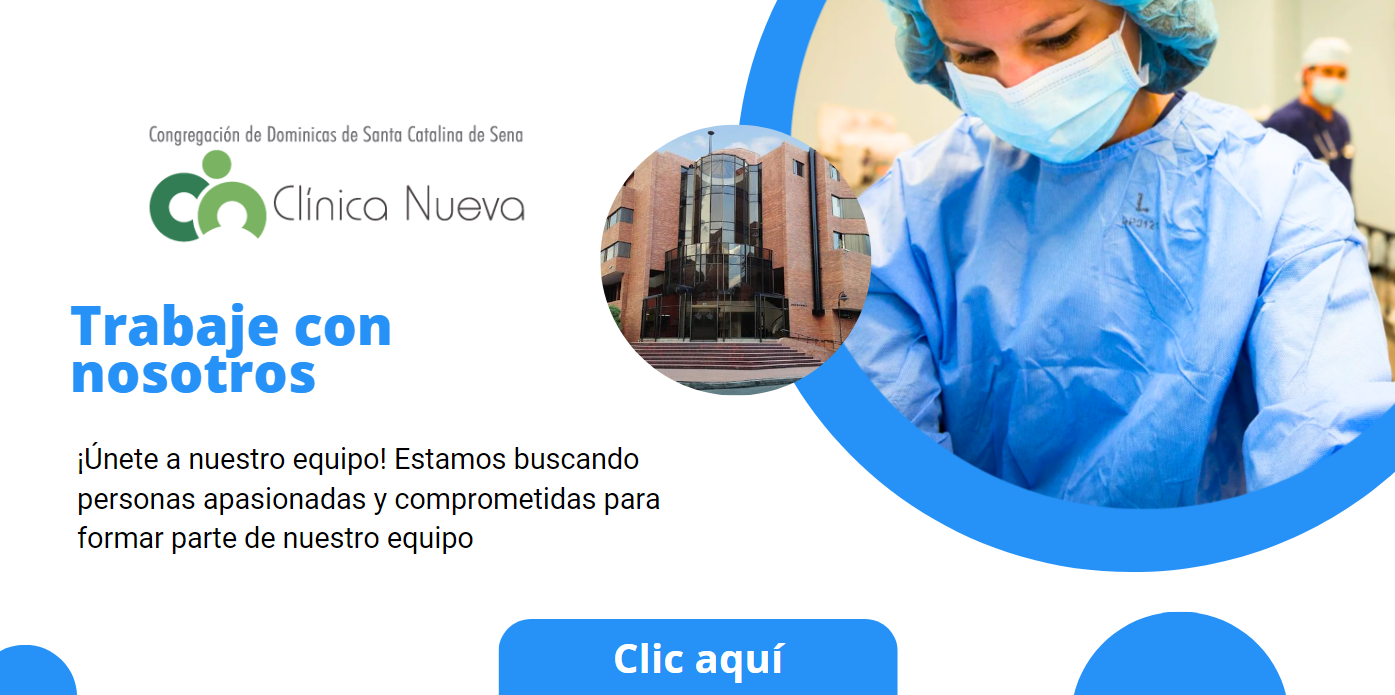 Congregación de Dominicas de Santa Catalina de Sena
Clínica Nueva
Trabaje con
nosotros
¡Únete a nuestro equipo! Estamos buscando
personas apasionadas y comprometidas para
formar parte de nuestro equipo
Clic aquí
L